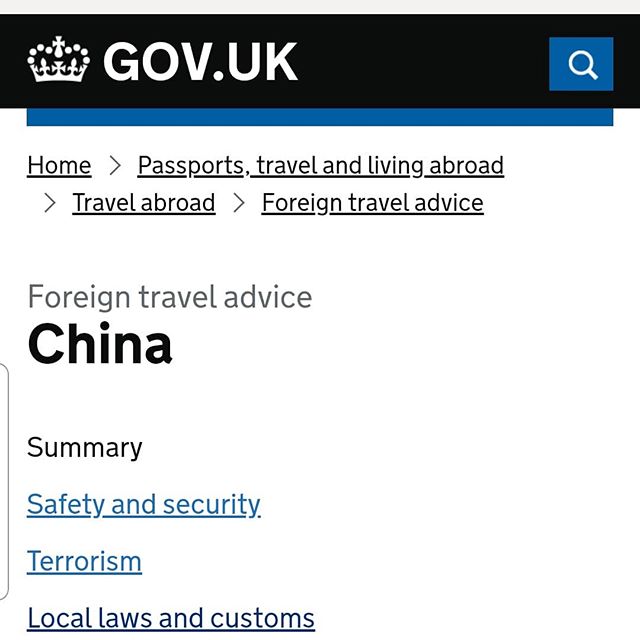 GOV.UK
Home > Passports, travel and living abroad
> Travel abroad > Foreign travel advice
Foreign travel advice
China
Summary
Safety and security
Terrorism
Local laws and customs